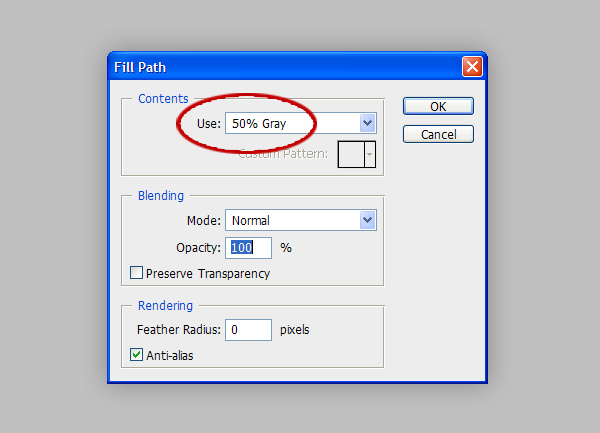 Fill Path
Contents
Use: 50% Gray
Custom Pattern:
OK
Cancel
Blending
Mode: Normal
Opacity: 100 %
Preserve Transparency
Rendering
Feather Radius: 0 pixels
Anti-alias